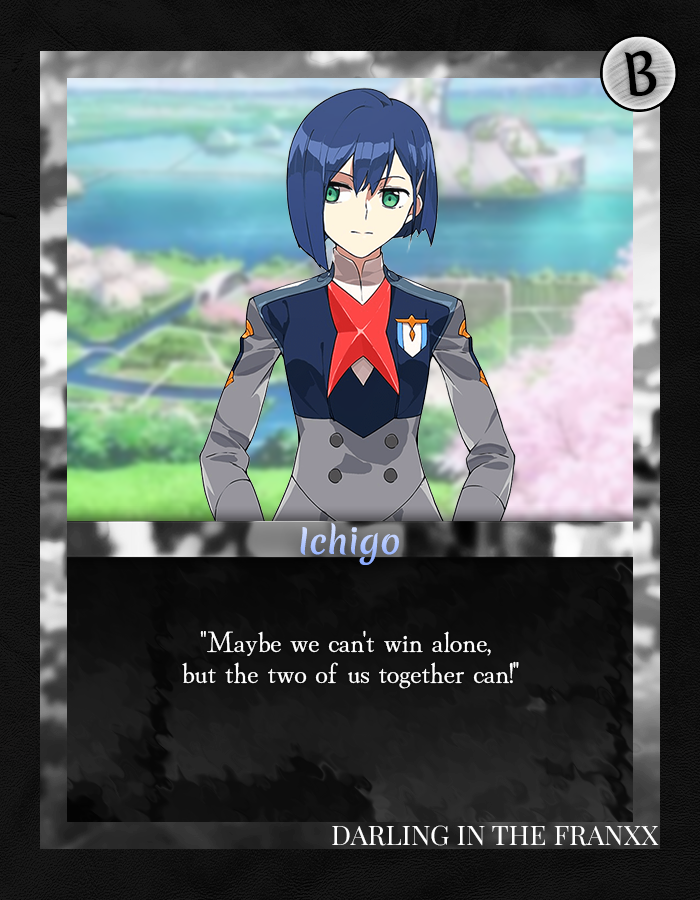 B
Ichigo
"Maybe we can't win alone,
but the two of us together can!"
DARLING IN THE FRANXX